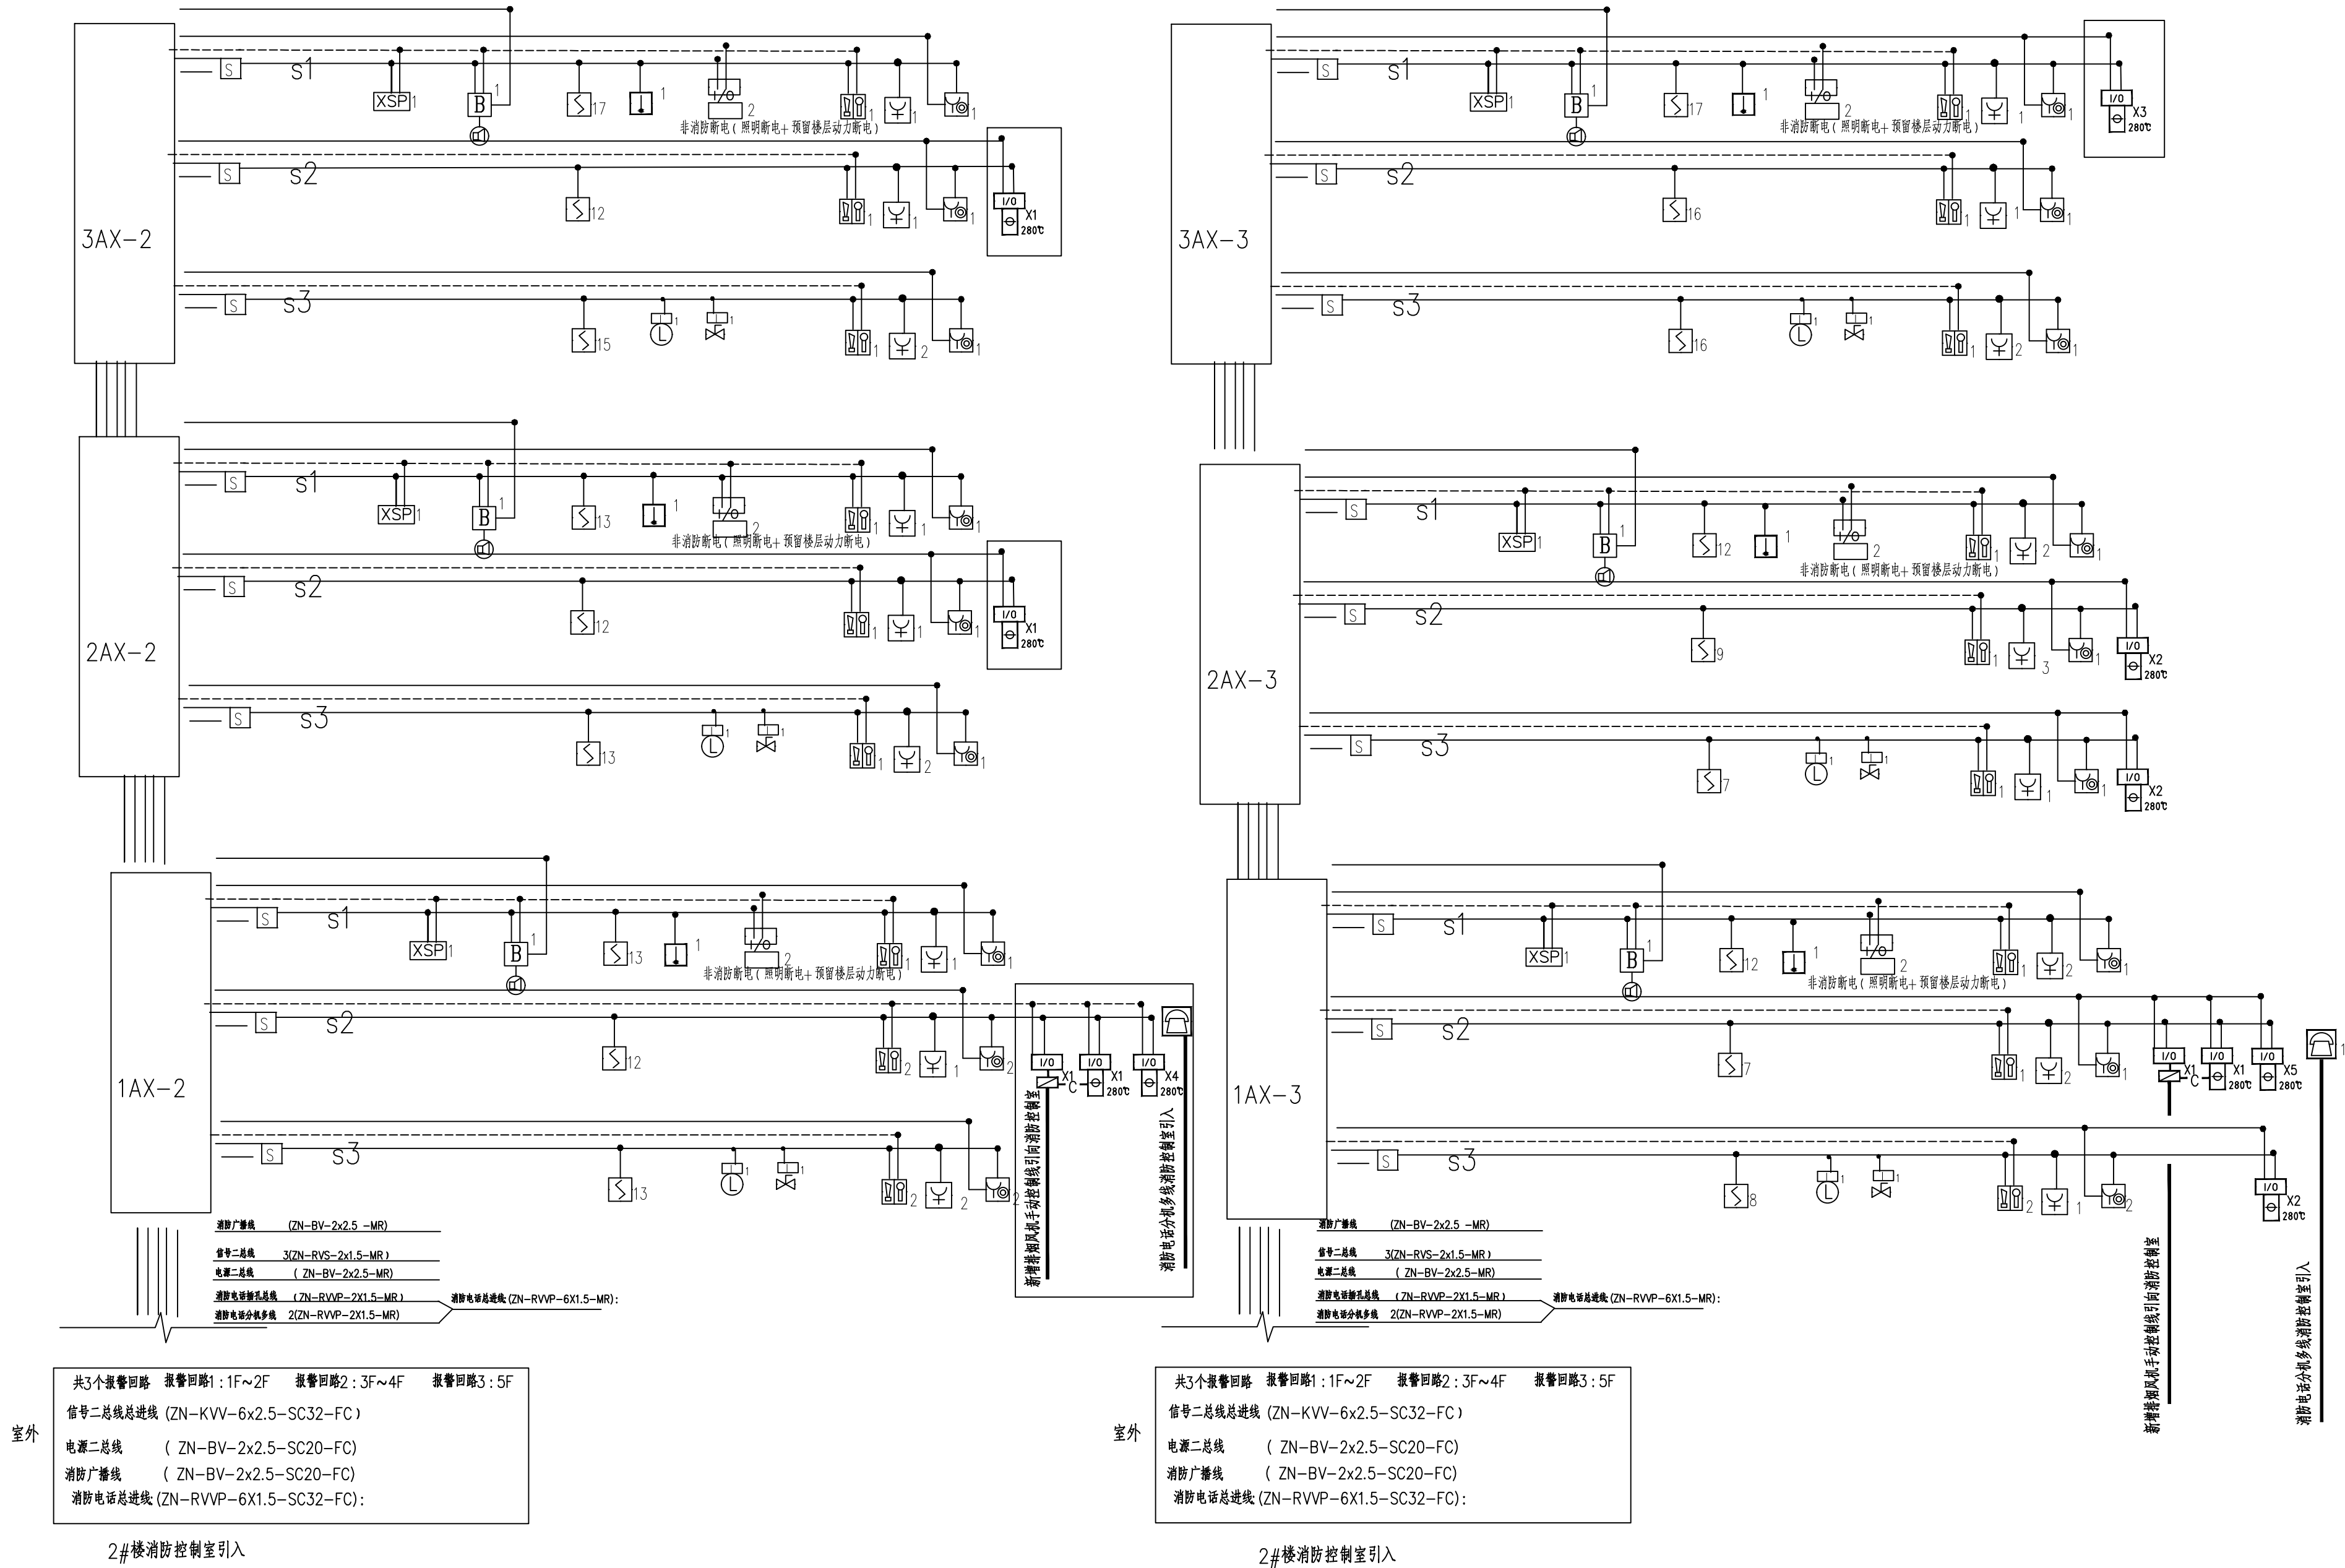 3AX-2
S s1
XSP 1
B 1
17
1
I/O 2
1
1
1
非消防断电(照明断电+预留楼层动力断电)
S s2
12
1
1
1
I/O X1
280℃
S s3
15
L 1
1
1
2
1
2AX-2
S s1
XSP 1
B 1
13
1
I/O 2
1
1
1
非消防断电(照明断电+预留楼层动力断电)
S s2
12
1
1
1
I/O X1
280℃
S s3
13
L 1
1
1
2
1
1AX-2
S s1
XSP 1
B 1
13
1
I/O 2
1
1
1
非消防断电(照明断电+预留楼层动力断电)
S s2
12
2
1
2
I/O X1
C
I/O X1
280℃
I/O X4
280℃
新增排烟风机手动控制线引向消防控制室
消防电话分机多线消防控制室引入
S s3
13
L 1
1
2
2
2
消防广播线 (ZN-BV-2x2.5 -MR)
信号二总线 3(ZN-RVS-2x1.5-MR)
电源二总线 ( ZN-BV-2x2.5-MR)
消防电话插孔总线 (ZN-RVVP-2X1.5-MR)
消防电话分机多线 2(ZN-RVVP-2X1.5-MR)
消防电话总进线:(ZN-RVVP-6X1.5-MR):
室外
共3个报警回路 报警回路1:1F~2F 报警回路2:3F~4F 报警回路3:5F
信号二总线总进线 (ZN-KVV-6x2.5-SC32-FC)
电源二总线 ( ZN-BV-2x2.5-SC20-FC)
消防广播线 ( ZN-BV-2x2.5-SC20-FC)
消防电话总进线:(ZN-RVVP-6X1.5-SC32-FC):
2#楼消防控制室引入
3AX-3
S s1
XSP 1
B 1
17
1
I/O 2
1
1
1
I/O X3
280℃
非消防断电(照明断电+预留楼层动力断电)
S s2
16
1
1
1
S s3
16
L 1
1
1
2
1
2AX-3
S s1
XSP 1
B 1
12
1
I/O 2
1
2
1
非消防断电(照明断电+预留楼层动力断电)
S s2
9
1
3
1
I/O X2
280℃
S s3
7
L 1
1
1
1
1
I/O X2
280℃
1AX-3
S s1
XSP 1
B 1
12
1
I/O 2
1
2
1
非消防断电(照明断电+预留楼层动力断电)
S s2
7
1
2
1
I/O X1
C
I/O X1
280℃
I/O X5
280℃
1
S s3
8
L 1
1
2
1
2
I/O X2
280℃
新增排烟风机手动控制线引向消防控制室
消防电话分机多线消防控制室引入
消防广播线 (ZN-BV-2x2.5 -MR)
信号二总线 3(ZN-RVS-2x1.5-MR)
电源二总线 ( ZN-BV-2x2.5-MR)
消防电话插孔总线 (ZN-RVVP-2X1.5-MR)
消防电话分机多线 2(ZN-RVVP-2X1.5-MR)
消防电话总进线:(ZN-RVVP-6X1.5-MR):
室外
共3个报警回路 报警回路1:1F~2F 报警回路2:3F~4F 报警回路3:5F
信号二总线总进线 (ZN-KVV-6x2.5-SC32-FC)
电源二总线 ( ZN-BV-2x2.5-SC20-FC)
消防广播线 ( ZN-BV-2x2.5-SC20-FC)
消防电话总进线:(ZN-RVVP-6X1.5-SC32-FC):
2#楼消防控制室引入